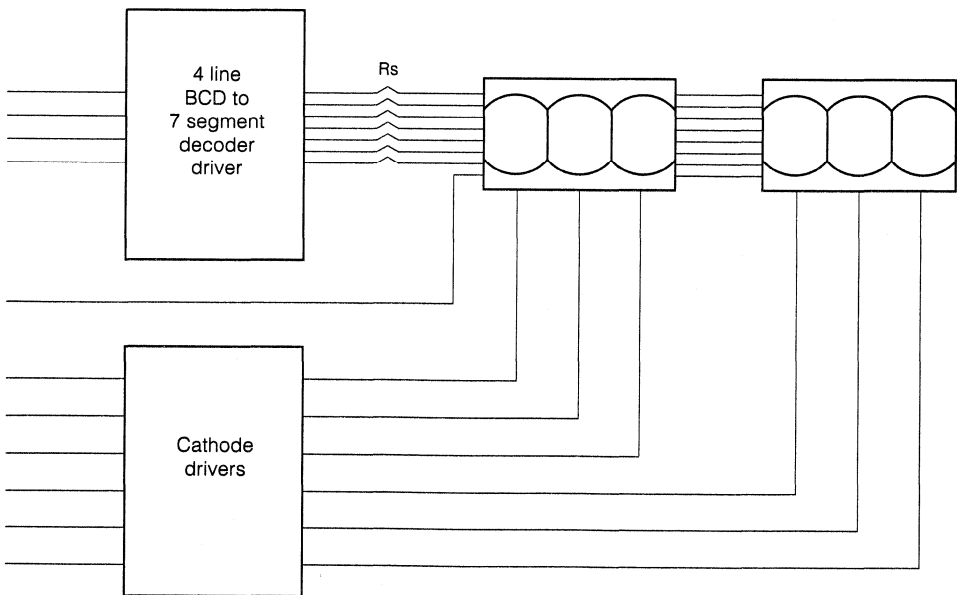 4 line
BCD to
7 segment
decoder
driver
Rs
Cathode
drivers